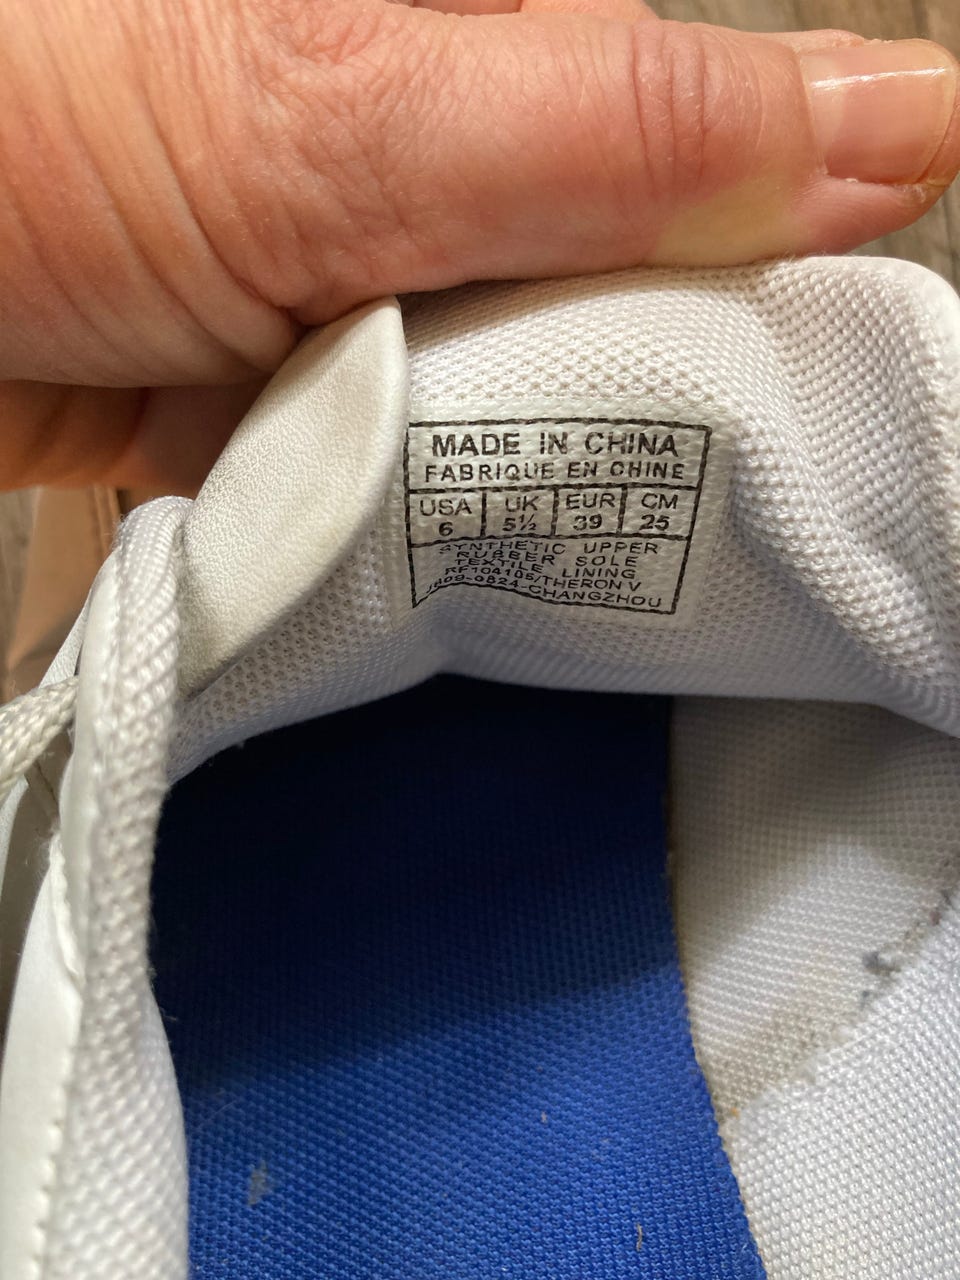 MADE IN CHINA
FABRIQUE EN CHINE
USA UK EUR CM
6 5½ 39 25
SYNTHETIC UPPER
RUBBER SOLE
TEXTILE LINING
RF104105/THERON V
-CHANGZHOU